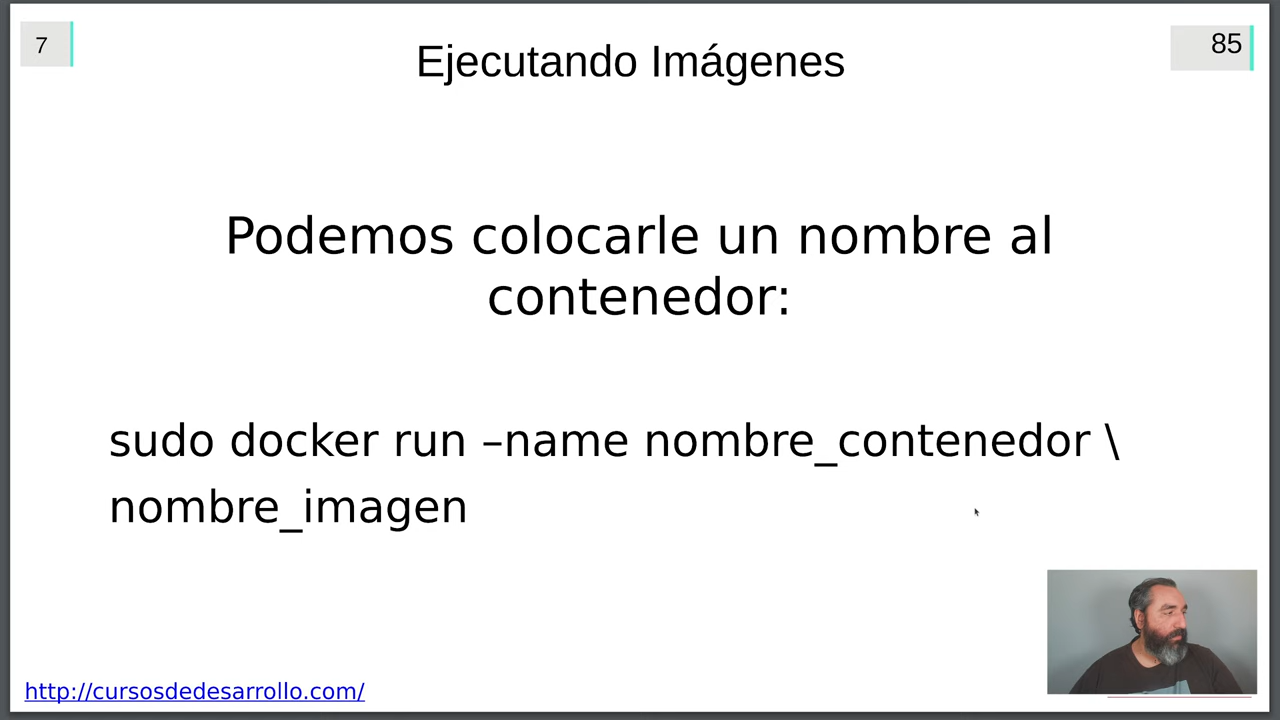 7
Ejecutando Imágenes
85
Podemos colocarle un nombre al
contenedor:
sudo docker run –name nombre_contenedor \
nombre_imagen
http://cursosdedesarrollo.com/